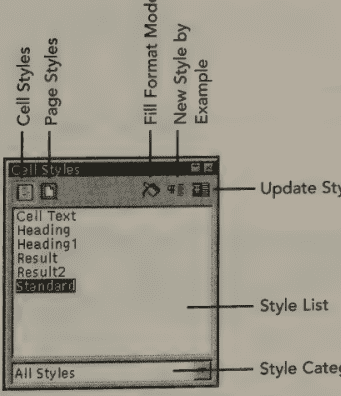 Cell Styles
Page Styles
Fill Format Mode
New Style by
Example
Cell Styles
Update Sty
Cell Text
Heading
Heading1
Result
Result2
Standard
Style List
All Styles
Style Categ